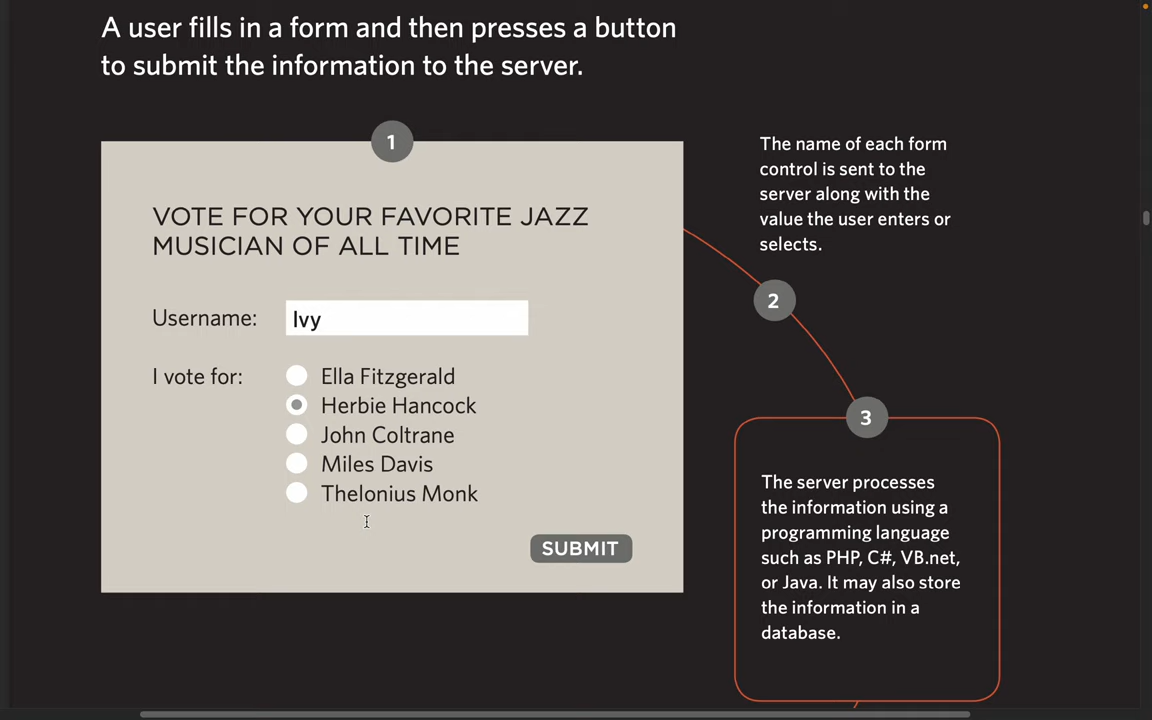 A user fills in a form and then presses a button
to submit the information to the server.
1
VOTE FOR YOUR FAVORITE JAZZ
MUSICIAN OF ALL TIME
Username:
Ivy
I vote for:
Ella Fitzgerald
Herbie Hancock
John Coltrane
Miles Davis
Thelonius Monk
SUBMIT
The name of each form
control is sent to the
server along with the
value the user enters or
selects.
2
3
The server processes
the information using a
programming language
such as PHP, C#, VB.net,
or Java. It may also store
the information in a
database.